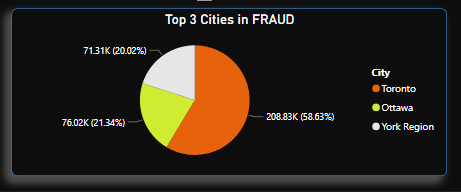 Top 3 Cities in FRAUD
71.31K (20.02%)
City
Toronto
Ottawa
York Region
76.02K (21.34%)
208.83K (58.63%)